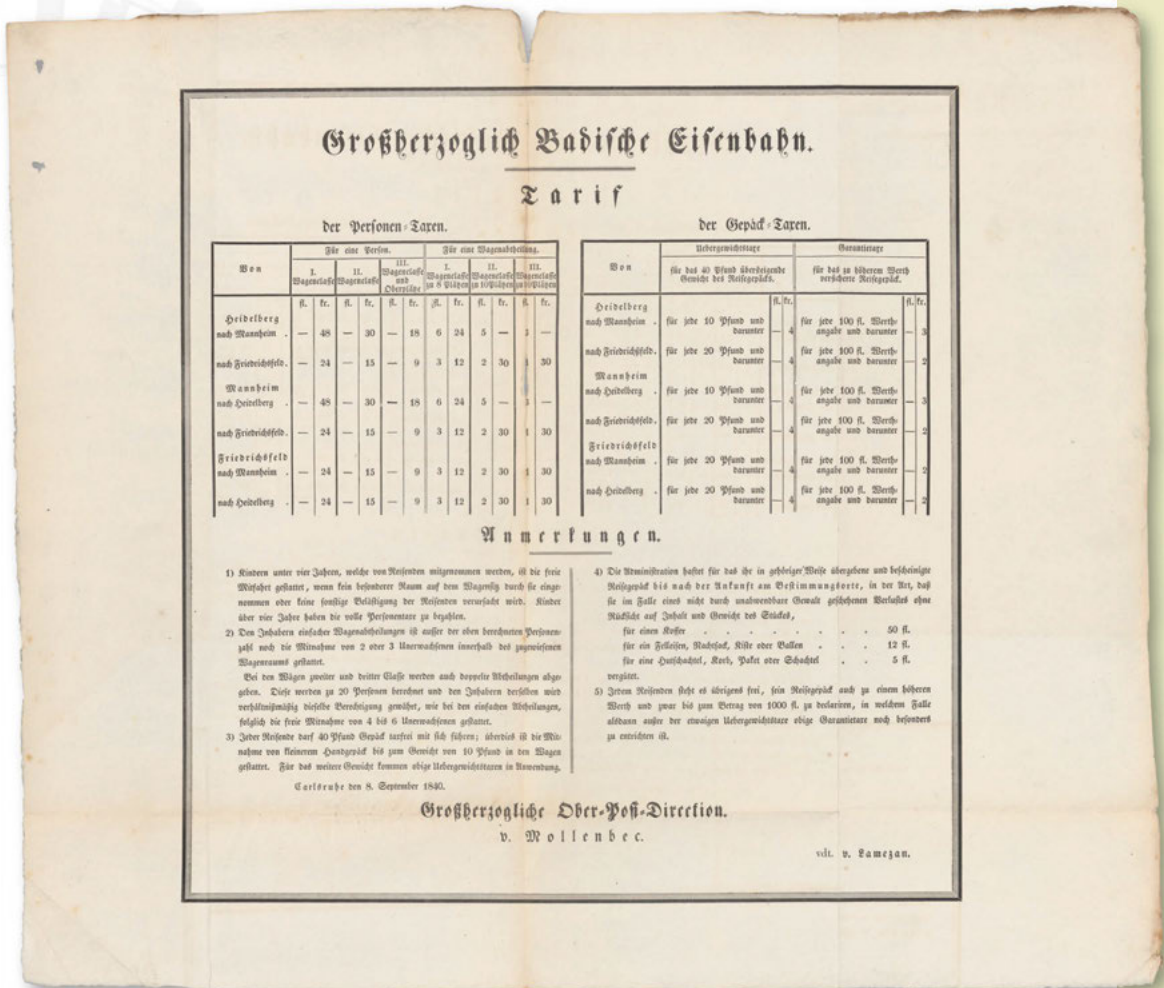 Großherzoglich Badische Eisenbahn.
Tarif
der Personen-Taxen.
Von
Für eine Person.
Für eine Wagenabtheilung.
I. Wagenclasse
II. Wagenclasse
III. Wagenclasse und Oberplätze
I. Wagenclasse zu 8 Plätzen
II. Wagenclasse zu 10 Plätzen
III. Wagenclasse zu 10 Plätzen
fl. kr. fl. kr. fl. kr. fl. kr. fl. kr. fl. kr.
Heidelberg
nach Mannheim . — 48 — 30 — 18 6 24 5 — 3 —
nach Friedrichsfeld. — 24 — 15 — 9 3 12 2 30 1 30
Mannheim
nach Heidelberg . — 48 — 30 — 18 6 24 5 — 3 —
nach Friedrichsfeld. — 24 — 15 — 9 3 12 2 30 1 30
Friedrichsfeld
nach Mannheim . — 24 — 15 — 9 3 12 2 30 1 30
nach Heidelberg . — 24 — 15 — 9 3 12 2 30 1 30
der Gepäck-Taxen.
Von
Uebergewichtstaxe
Garantietaxe
für das 40 Pfund übersteigende
Gewicht des Reisegepäcks.
für das zu höherem Werth
versicherte Reisegepäck.
fl. kr. fl. kr.
Heidelberg
nach Mannheim . für jede 10 Pfund und darunter — 4 für jede 100 fl. Werth-angabe und darunter — 3
nach Friedrichsfeld. für jede 20 Pfund und darunter — 4 für jede 100 fl. Werth-angabe und darunter — 2
Mannheim
nach Heidelberg . für jede 10 Pfund und darunter — 4 für jede 100 fl. Werth-angabe und darunter — 3
nach Friedrichsfeld. für jede 20 Pfund und darunter — 4 für jede 100 fl. Werth-angabe und darunter — 2
Friedrichsfeld
nach Mannheim . für jede 20 Pfund und darunter — 4 für jede 100 fl. Werth-angabe und darunter — 2
nach Heidelberg . für jede 20 Pfund und darunter — 4 für jede 100 fl. Werth-angabe und darunter — 2
Anmerkungen.
1) Kindern unter vier Jahren, welche von Reisenden mitgenommen werden, ist die freie
Mitfahrt gestattet, wenn kein besonderer Raum auf dem Wagensitz durch sie einge-
nommen oder keine sonstige Belästigung der Reisenden verursacht wird. Kinder
über vier Jahre haben die volle Personentaxe zu bezahlen.
2) Den Inhabern einfacher Wagenabtheilungen ist ausser der oben berechneten Personen-
zahl noch die Mitnahme von 2 oder 3 Unerwachsenen innerhalb des zugewiesenen
Wagenraums gestattet.
Bei den Wägen zweiter und dritter Classe werden auch doppelte Abtheilungen abge-
geben. Diese werden zu 20 Personen berechnet und den Inhabern derselben wird
verhältnißmäßig dieselbe Berechtigung gewährt, wie bei den einfachen Abtheilungen,
folglich die freie Mitnahme von 4 bis 6 Unerwachsenen gestattet.
3) Jeder Reisende darf 40 Pfund Gepäck taxfrei mit sich führen; überdies ist die Mit-
nahme von kleinerem Handgepäck bis zum Gewicht von 10 Pfund in den Wagen
gestattet. Für das weitere Gewicht kommen obige Uebergewichtstaxen in Anwendung.
4) Die Administration haftet für das ihr in gehöriger Weise übergebene und bescheinigte
Reisegepäck bis nach der Ankunft am Bestimmungsorte, in der Art, daß
sie im Falle eines nicht durch unabwendbare Gewalt geschehenen Verlustes ohne
Rücksicht auf Inhalt und Gewicht des Stückes,
für einen Koffer . . . . . . . . 50 fl.
für ein Felleisen, Nachtsack, Kiste oder Ballen . . . 12 fl.
für eine Hutschachtel, Korb, Paket oder Schachtel . . 5 fl.
vergütet.
5) Jedem Reisenden steht es übrigens frei, sein Reisegepäck auch zu einem höheren
Werth und zwar bis zum Betrag von 1000 fl. zu declariren, in welchem Falle
alsdann außer der etwaigen Uebergewichtstaxe obige Garantietaxe noch besonders
zu entrichten ist.
Carlsruhe den 8. September 1840.
Großherzogliche Ober-Post-Direction.
v. Mollenbec.
vdt. v. Lamezan.